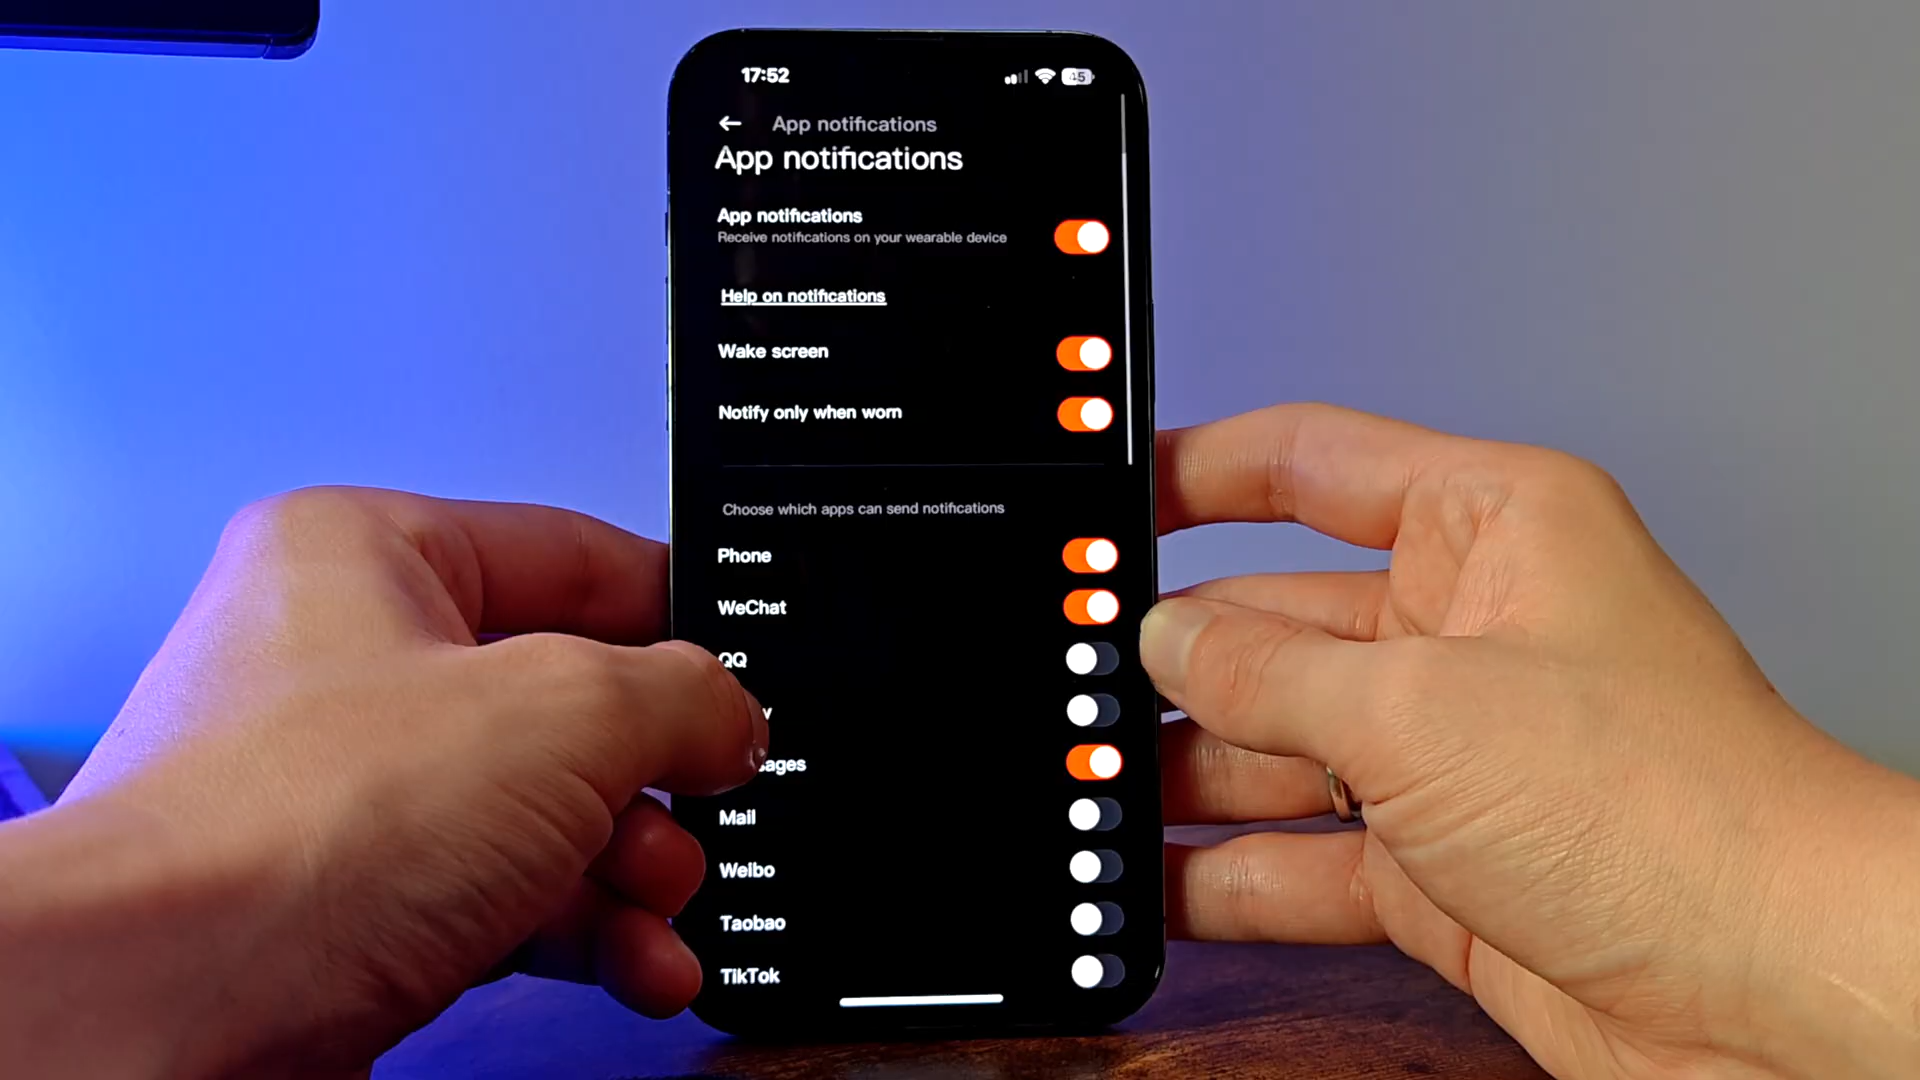 17:52
45
App notifications
App notifications
App notifications
Receive notifications on your wearable device
Help on notifications
Wake screen
Notify only when worn
Choose which apps can send notifications
Phone
WeChat
QQ
Mail
Weibo
Taobao
TikTok